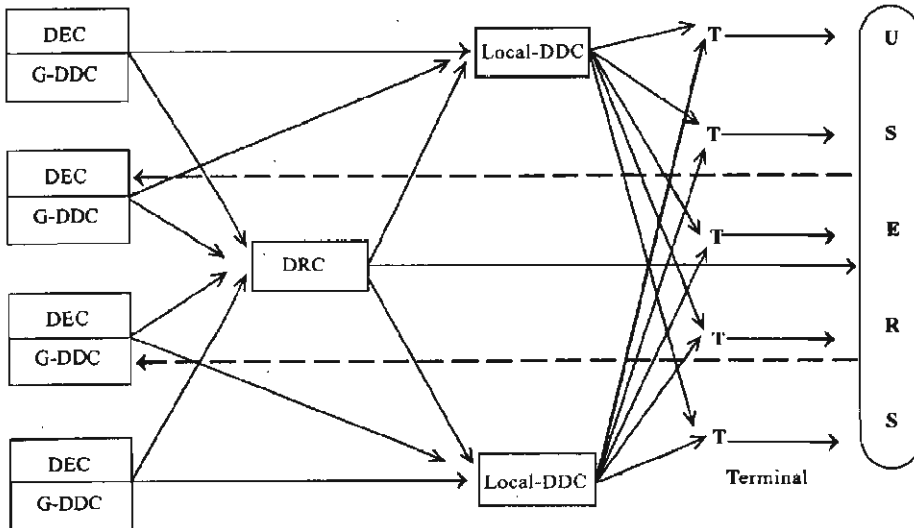 DEC
G-DDC
DEC
G-DDC
DEC
G-DDC
DEC
G-DDC
DRC
Local-DDC
Local-DDC
T
T
T
T
T
Terminal
U
S
E
R
S